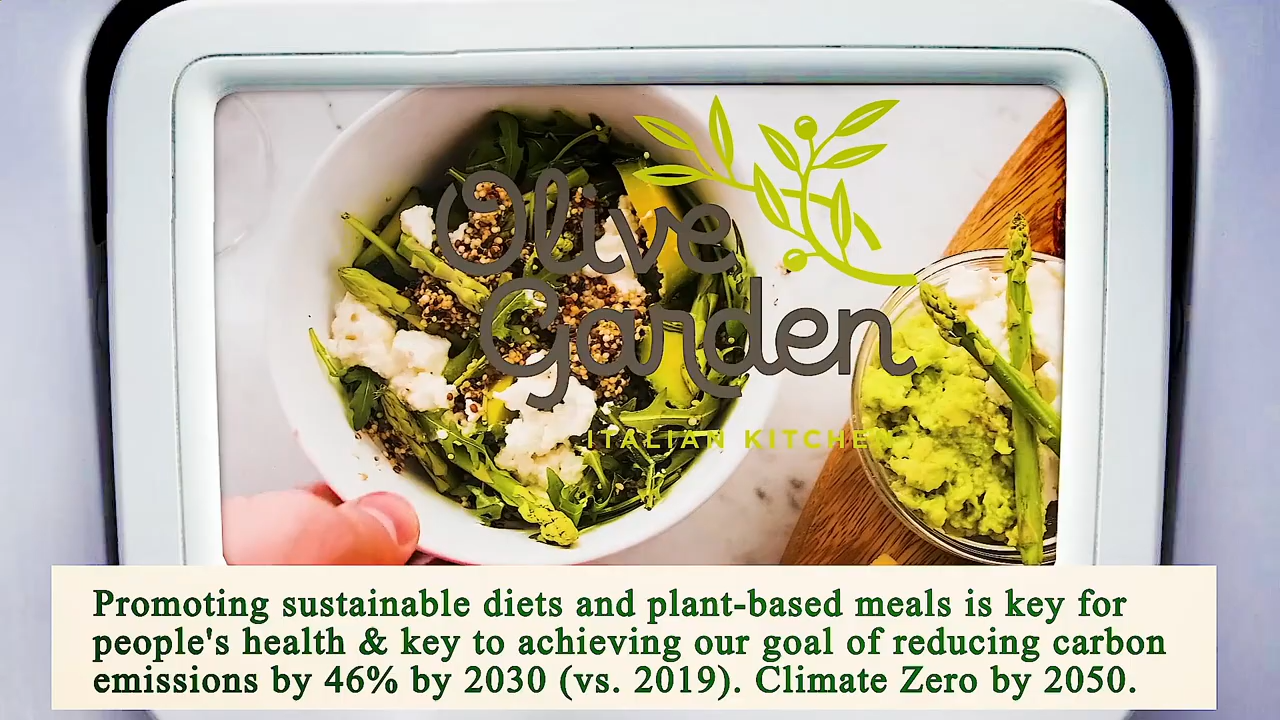 Olive
Garden
ITALIAN KITCHEN
Promoting sustainable diets and plant-based meals is key for
people's health & key to achieving our goal of reducing carbon
emissions by 46% by 2030 (vs. 2019). Climate Zero by 2050.